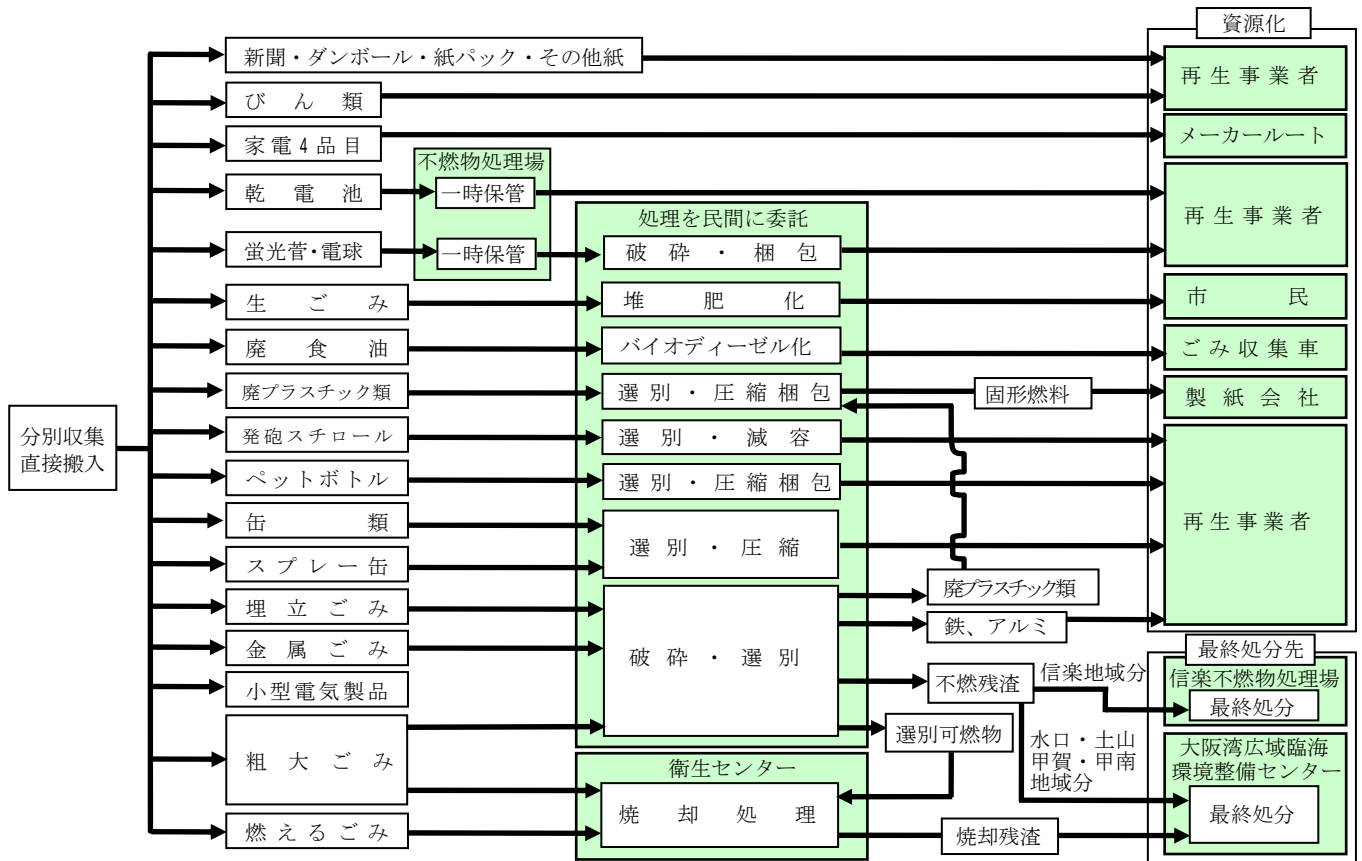 資源化
新聞・ダンボール・紙パック・その他紙
再生事業者
びん類
家電4品目
メーカールート
不燃物処理場
乾電池
一時保管
再生事業者
処理を民間に委託
蛍光菅・電球
一時保管
破砕・梱包
生ごみ
堆肥化
市民
廃食油
バイオディーゼル化
ごみ収集車
廃プラスチック類
選別・圧縮梱包
固形燃料
製紙会社
分別収集
直接搬入
発砲スチロール
選別・減容
ペットボトル
選別・圧縮梱包
再生事業者
缶類
選別・圧縮
スプレー缶
廃プラスチック類
埋立ごみ
鉄、アルミ
金属ごみ
破砕・選別
最終処分先
小型電気製品
不燃残渣
信楽地域分
信楽不燃物処理場
最終処分
選別可燃物
水口・土山
甲賀・甲南
地域分
大阪湾広域臨海
環境整備センター
粗大ごみ
衛生センター
焼却処理
最終処分
燃えるごみ
焼却残渣